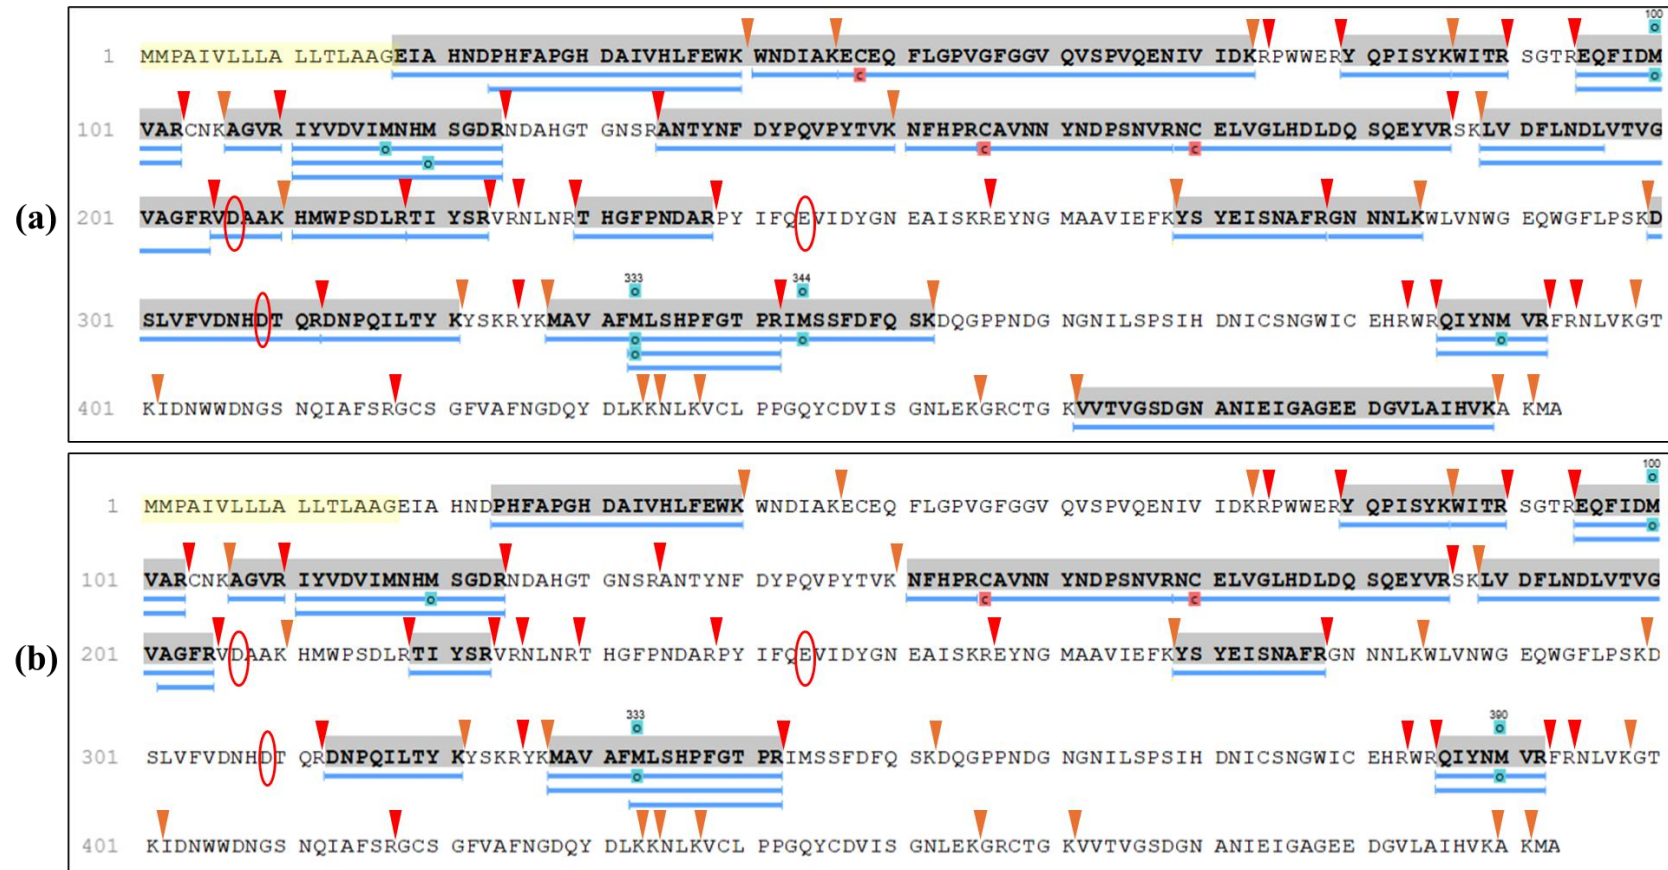 100
o
1 MMPAIVLLLA LLTLAAGEIA HNDPHFAPGH DAIVHLFEWK WNDIAKECEQ FLGPVGFGGV QVSPVQENIV IDKRPWWERY QPISYKWITR SGTREQFIDM
c o
101 VARCNKAGVR IYVDVIMNHM SGDRNDAHGT GNSRANTYNF DYPQVPYTVK NFHPRCAVNN YNDPSNVRNC ELVGLHDLDQ SQEYVRSKLV DFLNDLVTVG
o c c
o
(a)
201 VAGFRVDAAK HMWPSDLRTI YSRVRNLNRT HGFPNDARPY IFQEVIDYGN EAISKREYNG MAAVIEFKYS YEISNAFRGN NNLKWLVNWG EQWGFLPSKD
333 344
o o
301 SLVFVDNHDT QRDNPQILTY KYSKRYKMAV AFMLSHPFGT PRIMSSFDFQ SKDQGPPNDG NGNILSPSIH DNICSNGWIC EHRWRQIYNM VRFRNLVKGT
o o o
o
401 KIDNWWDNGS NQIAFSRGCS GFVAFNGDQY DLKKNLKVCL PPGQYCDVIS GNLEKGRCTG KVVTVGSDGN ANIEIGAGEE DGVLAIHVKA KMA
100
o
1 MMPAIVLLLA LLTLAAGEIA HNDPHFAPGH DAIVHLFEWK WNDIAKECEQ FLGPVGFGGV QVSPVQENIV IDKRPWWERY QPISYKWITR SGTREQFIDM
o
101 VARCNKAGVR IYVDVIMNHM SGDRNDAHGT GNSRANTYNF DYPQVPYTVK NFHPRCAVNN YNDPSNVRNC ELVGLHDLDQ SQEYVRSKLV DFLNDLVTVG
o c c
(b)
201 VAGFRVDAAK HMWPSDLRTI YSRVRNLNRT HGFPNDARPY IFQEVIDYGN EAISKREYNG MAAVIEFKYS YEISNAFRGN NNLKWLVNWG EQWGFLPSKD
333 390
o o
301 SLVFVDNHDT QRDNPQILTY KYSKRYKMAV AFMLSHPFGT PRIMSSFDFQ SKDQGPPNDG NGNILSPSIH DNICSNGWIC EHRWRQIYNM VRFRNLVKGT
o o
401 KIDNWWDNGS NQIAFSRGCS GFVAFNGDQY DLKKNLKVCL PPGQYCDVIS GNLEKGRCTG KVVTVGSDGN ANIEIGAGEE DGVLAIHVKA KMA